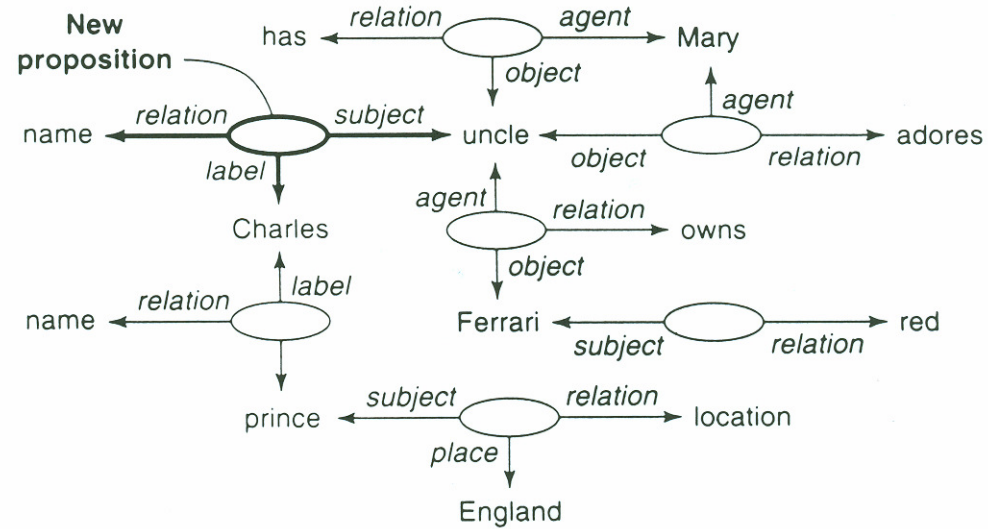 New
proposition
has relation agent Mary
object
agent
name relation subject uncle object relation adores
label
agent
Charles relation owns
label object
name relation Ferrari subject relation red
prince subject relation location
place
England